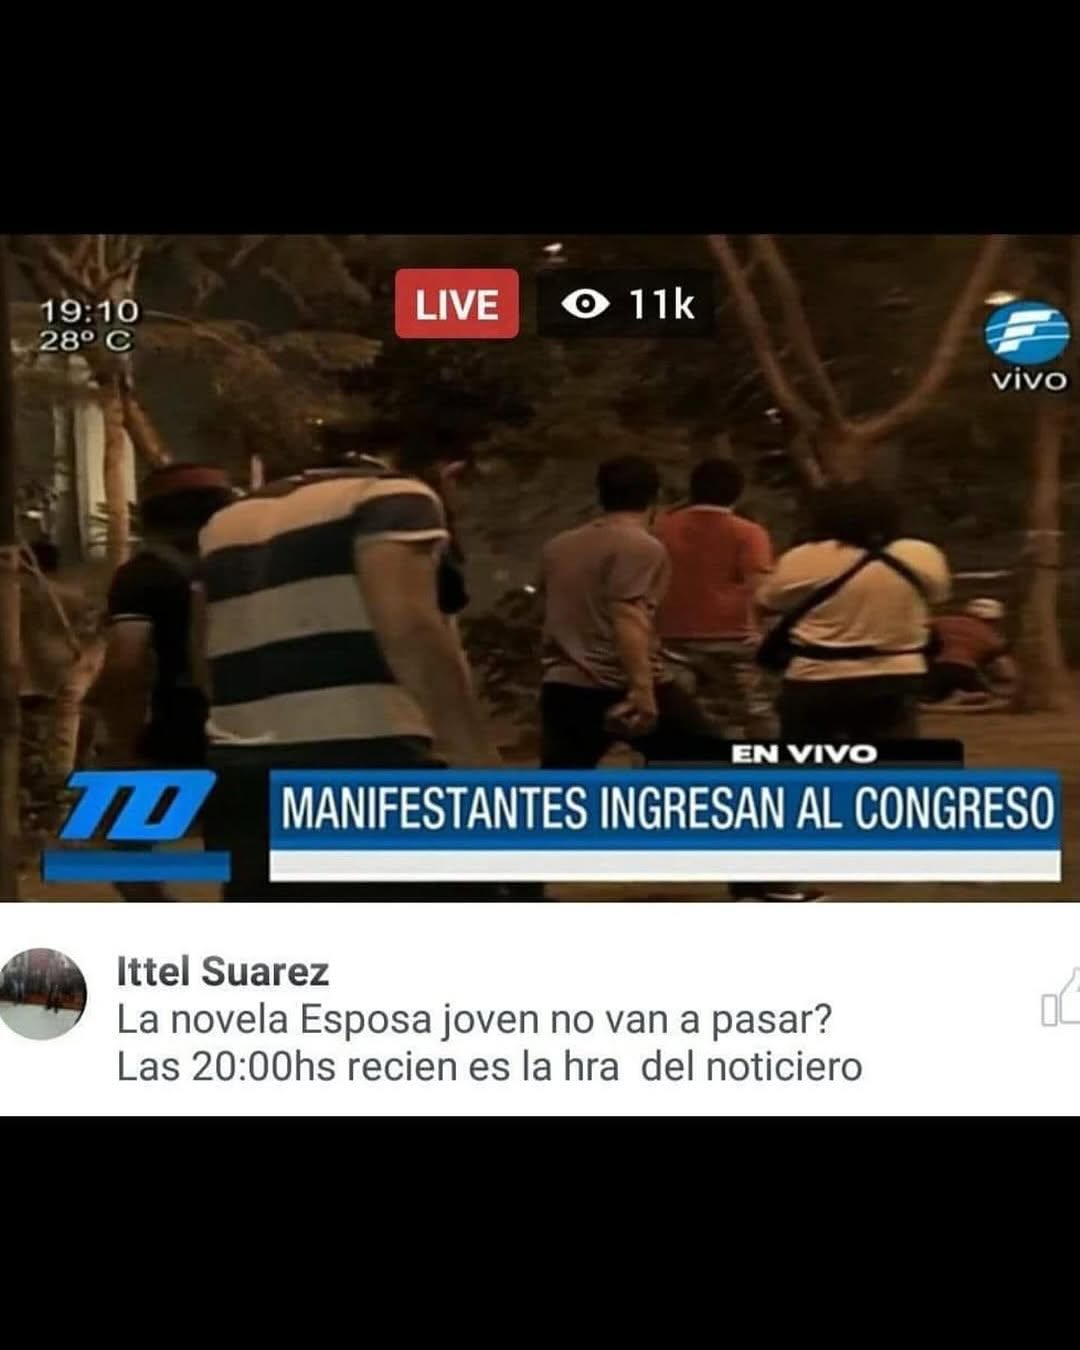 19:10
28º C
LIVE
11k
vivo
EN VIVO
TD
MANIFESTANTES INGRESAN AL CONGRESO
Ittel Suarez
La novela Esposa joven no van a pasar?
Las 20:00hs recien es la hra  del noticiero